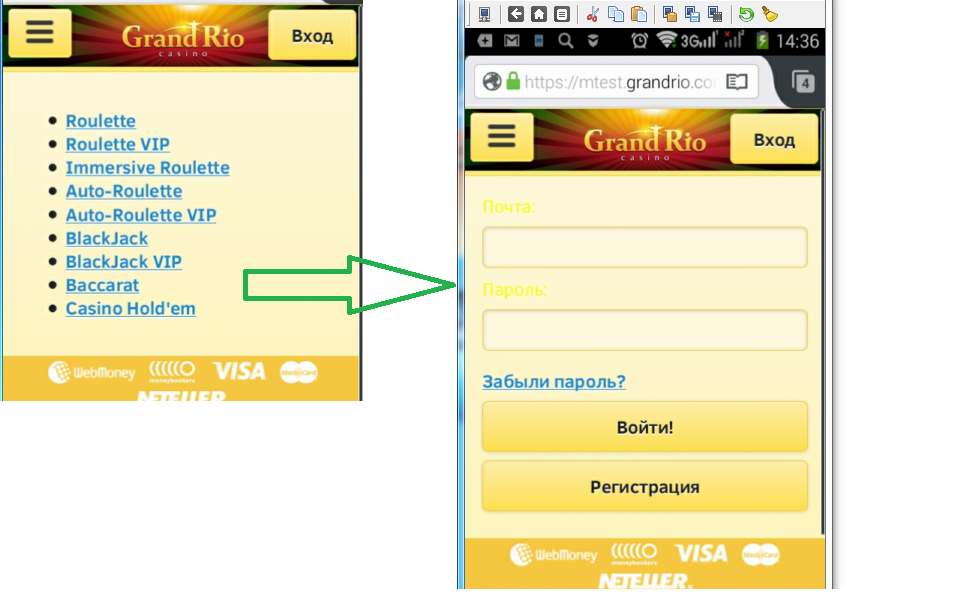 Grand Rio
casino
Вход
Roulette
Roulette VIP
Immersive Roulette
Auto-Roulette
Auto-Roulette VIP
BlackJack
BlackJack VIP
Baccarat
Casino Hold'em
WebMoney
moneybookers
VISA
MasterCard
NETELLER
3G
14:36
https://mtest.grandrio.co
4
Grand Rio
casino
Вход
Почта:
Пароль:
Забыли пароль?
Войти!
Регистрация
WebMoney
moneybookers
VISA
MasterCard
NETELLER